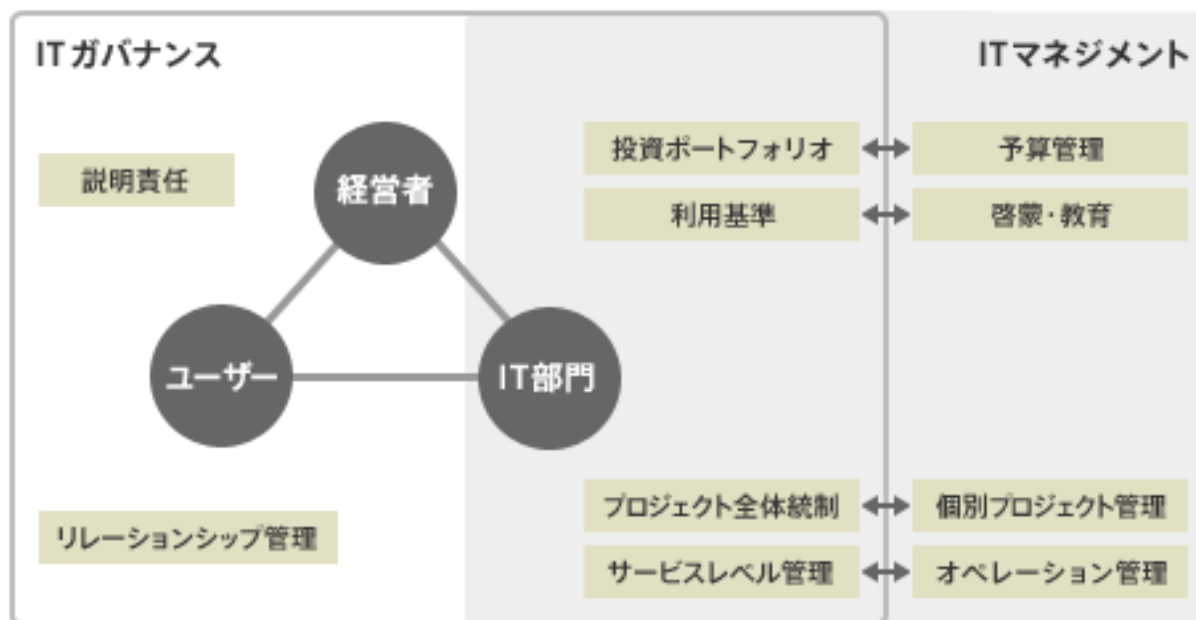 ITガバナンス
ITマネジメント
説明責任
経営者
ユーザー
IT部門
リレーションシップ管理
投資ポートフォリオ
予算管理
利用基準
啓蒙・教育
プロジェクト全体統制
個別プロジェクト管理
サービスレベル管理
オペレーション管理